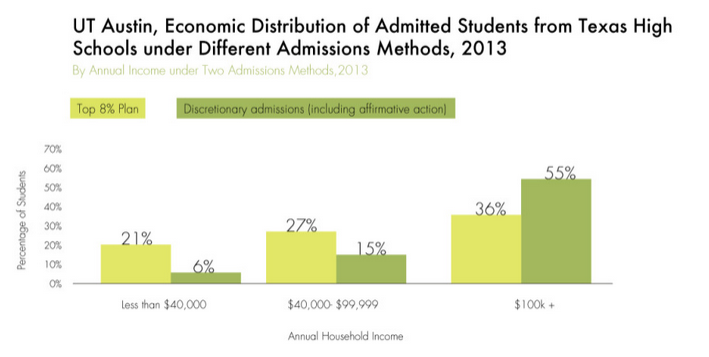 UT Austin, Economic Distribution of Admitted Students from Texas High
Schools under Different Admissions Methods, 2013
By Annual Income under Two Admissions Methods,2013
Top 8% Plan
Discretionary admissions (including affirmative action)
Percentage of Students
70%
60%
50%
40%
30%
20%
10%
0%
21%
6%
27%
15%
36%
55%
Less than $40,000
$40,000- $99,999
$100k +
Annual Household Income